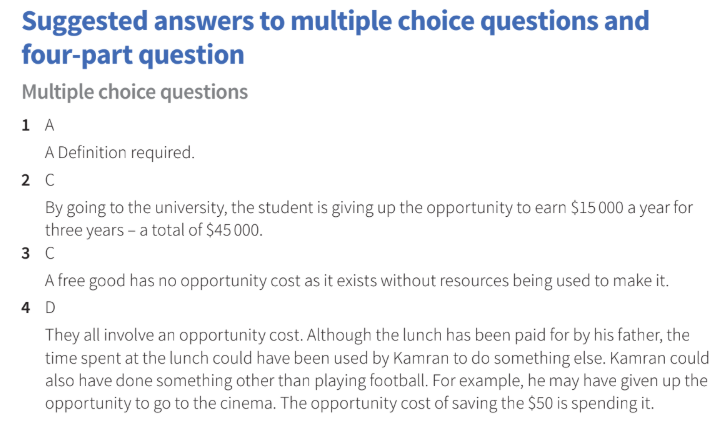 Suggested answers to multiple choice questions and
four-part question
Multiple choice questions
1 A
A Definition required.
2 C
By going to the university, the student is giving up the opportunity to earn $15 000 a year for
three years – a total of $45 000.
3 C
A free good has no opportunity cost as it exists without resources being used to make it.
4 D
They all involve an opportunity cost. Although the lunch has been paid for by his father, the
time spent at the lunch could have been used by Kamran to do something else. Kamran could
also have done something other than playing football. For example, he may have given up the
opportunity to go to the cinema. The opportunity cost of saving the $50 is spending it.